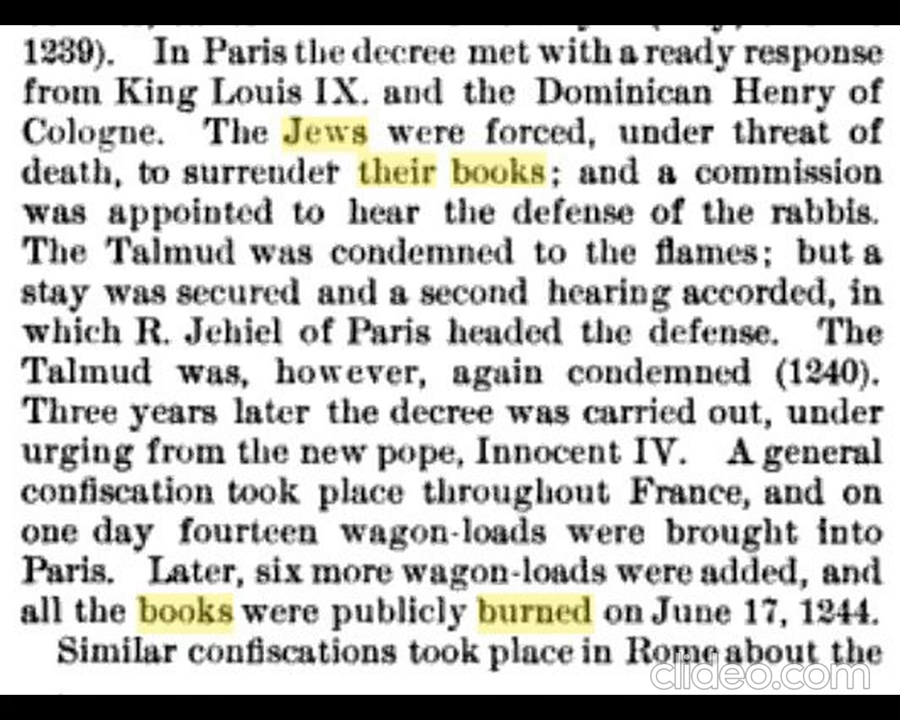 1239). In Paris the decree met with a ready response
from King Louis IX. and the Dominican Henry of
Cologne. The Jews were forced, under threat of
death, to surrender their books; and a commission
was appointed to hear the defense of the rabbis.
The Talmud was condemned to the flames; but a
stay was secured and a second hearing accorded, in
which R. Jehiel of Paris headed the defense. The
Talmud was, however, again condemned (1240).
Three years later the decree was carried out, under
urging from the new pope, Innocent IV. A general
confiscation took place throughout France, and on
one day fourteen wagon-loads were brought into
Paris. Later, six more wagon-loads were added, and
all the books were publicly burned on June 17, 1244.
Similar confiscations took place in Rome about the
clideo.com